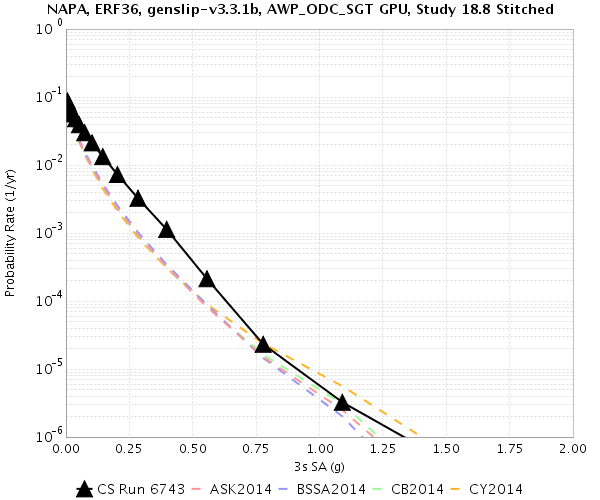 NAPA, ERF36, genslip-v3.3.1b, AWP_ODC_SGT GPU, Study 18.8 Stitched
10^0
10^-1
10^-2
10^-3
10^-4
10^-5
10^-6
Probability Rate (1/yr)
0.00 0.25 0.50 0.75 1.00 1.25 1.50 1.75 2.00
3s SA (g)
CS Run 6743 ASK2014 BSSA2014 CB2014 CY2014